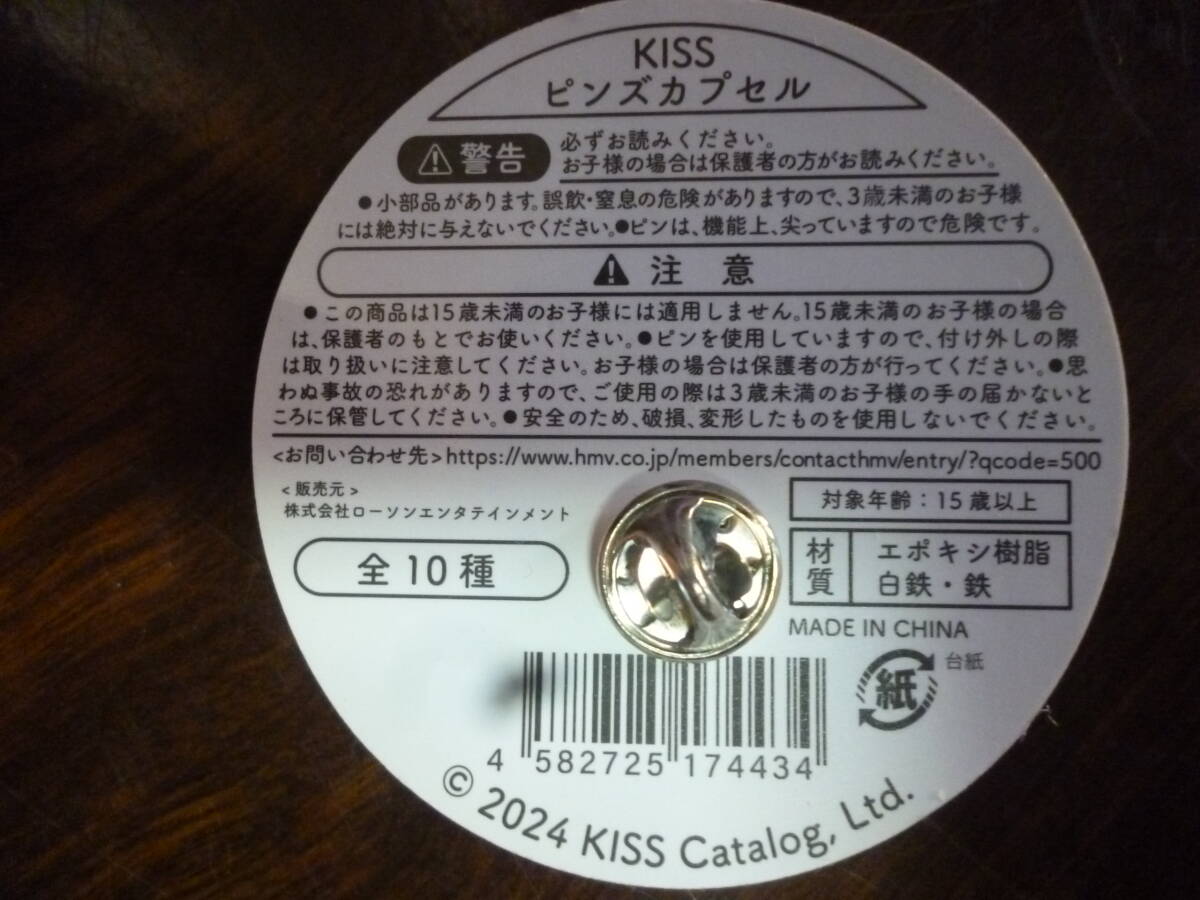 KISS
ピンズカプセル
警告
必ずお読みください。
お子様の場合は保護者の方がお読みください。
●小部品があります。誤飲・窒息の危険がありますので、3歳未満のお子様
には絶対に与えないでください。●ピンは、機能上、尖っていますので危険です。
注 意
●この商品は15歳未満のお子様には適用しません。15歳未満のお子様の場合
は、保護者のもとでお使いください。●ピンを使用していますので、付け外しの際
は取り扱いに注意してください。お子様の場合は保護者の方が行ってください。●思
わぬ事故の恐れがありますので、ご使用の際は3歳未満のお子様の手の届かないと
ころに保管してください。●安全のため、破損、変形したものを使用しないでください。
<お問い合わせ先>https://www.hmv.co.jp/members/contacthmv/entry/?qcode=500
<販売元>
株式会社ローソンエンタテインメント
対象年齢：15歳以上
全10種
材質
エポキシ樹脂
白鉄・鉄
MADE IN CHINA
台紙
紙
4 582725 174434
© 2024 KISS Catalog, Ltd.